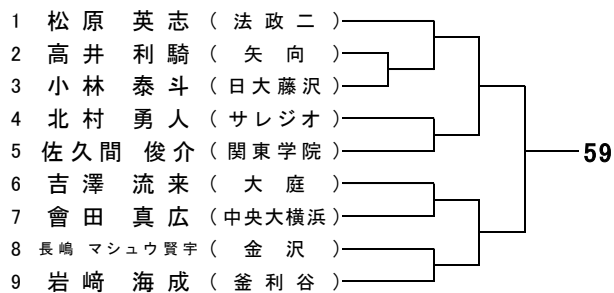 1 松原 英志 (法政二)
2 高井 利騎 (矢向)
3 小林 泰斗 (日大藤沢)
4 北村 勇人 (サレジオ)
5 佐久間 俊介 (関東学院)
59
6 吉澤 流来 (大庭)
7 會田 真広 (中央大横浜)
8 長嶋 マシュウ賢宇 (金沢)
9 岩﨑 海成 (釜利谷)